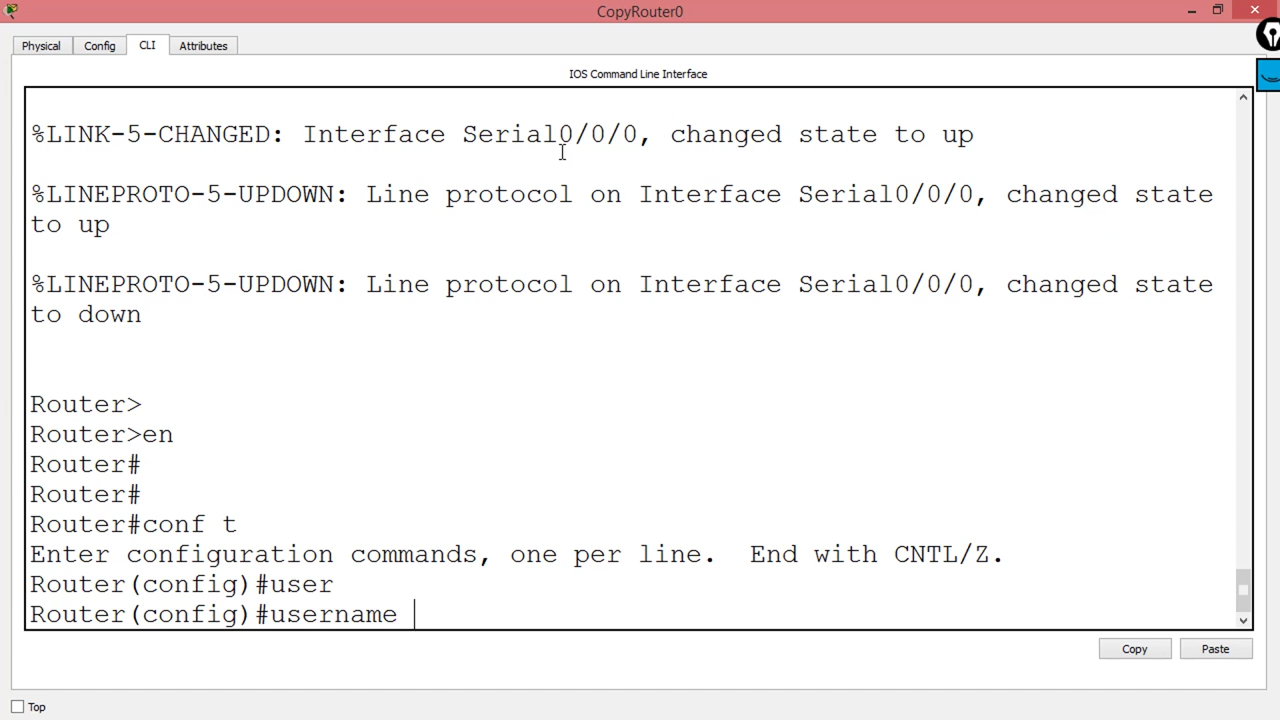 CopyRouter0
Physical
Config
CLI
Attributes
IOS Command Line Interface
%LINK-5-CHANGED: Interface Serial0/0/0, changed state to up
%LINEPROTO-5-UPDOWN: Line protocol on Interface Serial0/0/0, changed state
to up
%LINEPROTO-5-UPDOWN: Line protocol on Interface Serial0/0/0, changed state
to down
Router>
Router>en
Router#
Router#
Router#conf t
Enter configuration commands, one per line.  End with CNTL/Z.
Router(config)#user
Router(config)#username
Copy
Paste
Top